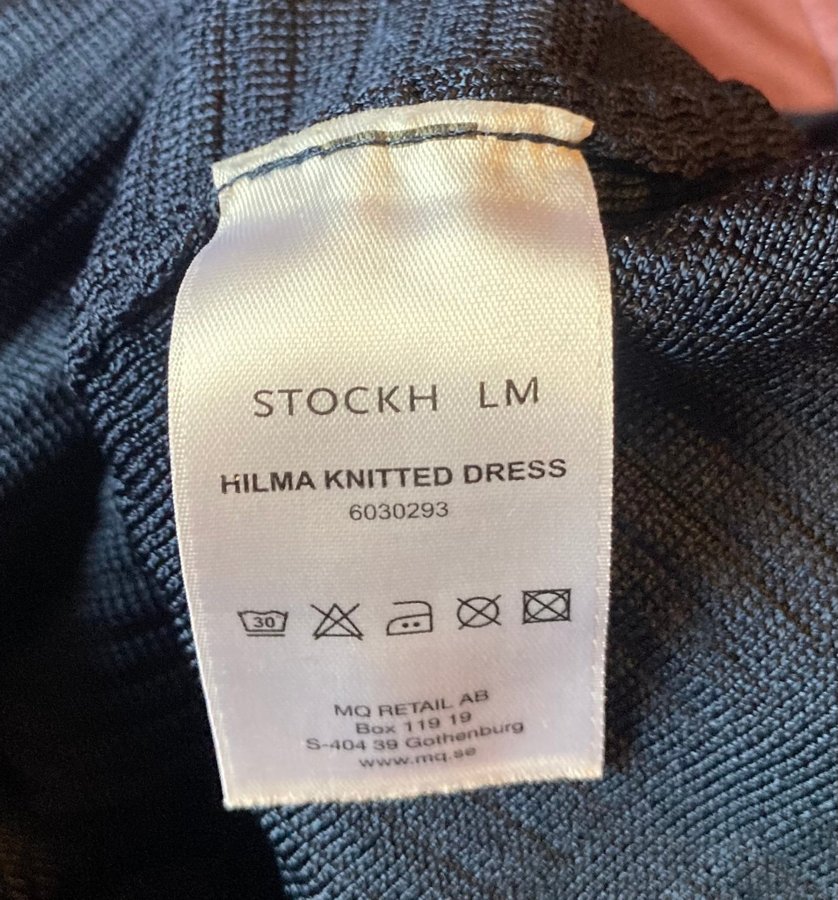 STOCKH LM
HILMA KNITTED DRESS
6030293
30
MQ RETAIL AB
Box 119 19
S-404 39 Gothenburg
www.mq.se